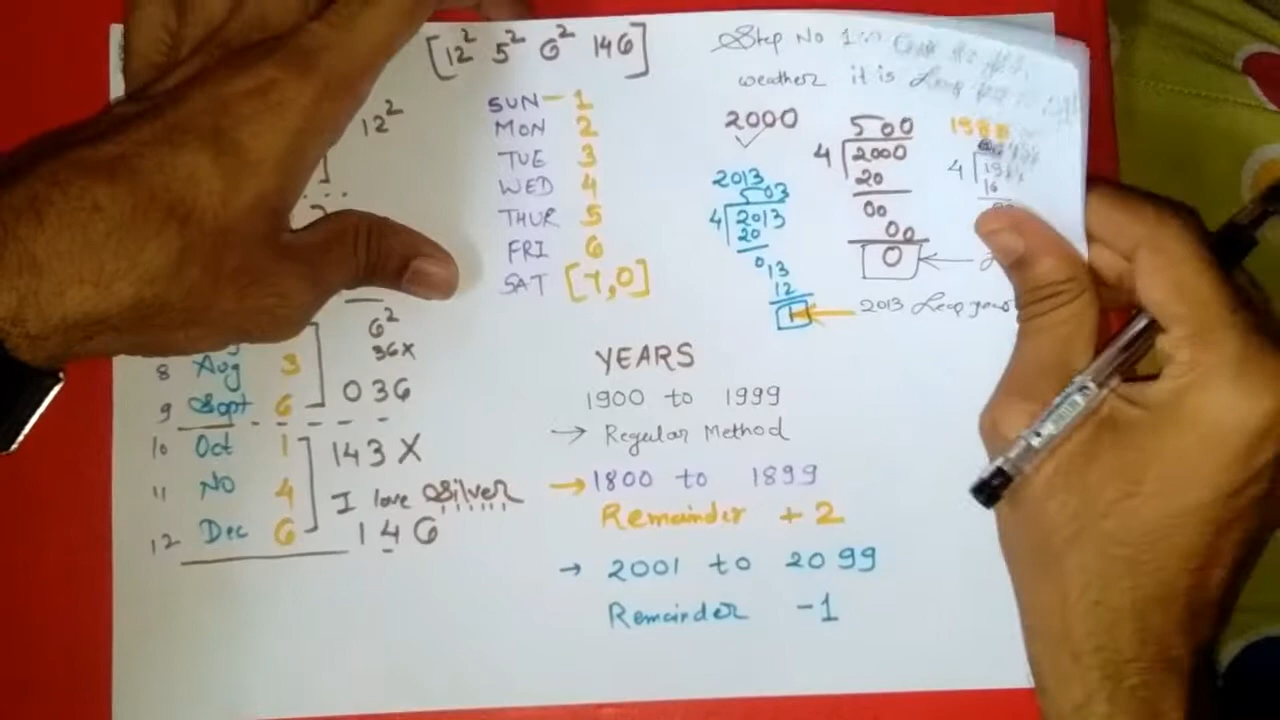 [12² 5² 6² 146]
12²
SUN — 1
MON 2
TUE 3
WED 4
THUR 5
FRI 6
SAT [7,0]
6²
36 X
8 Aug 3
036
9 Sept 6
10 Oct 1
143 X
11 No 4
I love Silver
12 Dec 6
146
Step No 1
weather it is
2000
2013
503
4 2013
20
013
12
1
2013 Leap year
500
4 2000
20
00
00
0
4
16
YEARS
1900 to 1999
→ Regular Method
→ 1800 to 1899
Remainder +2
→ 2001 to 2099
Remainder -1